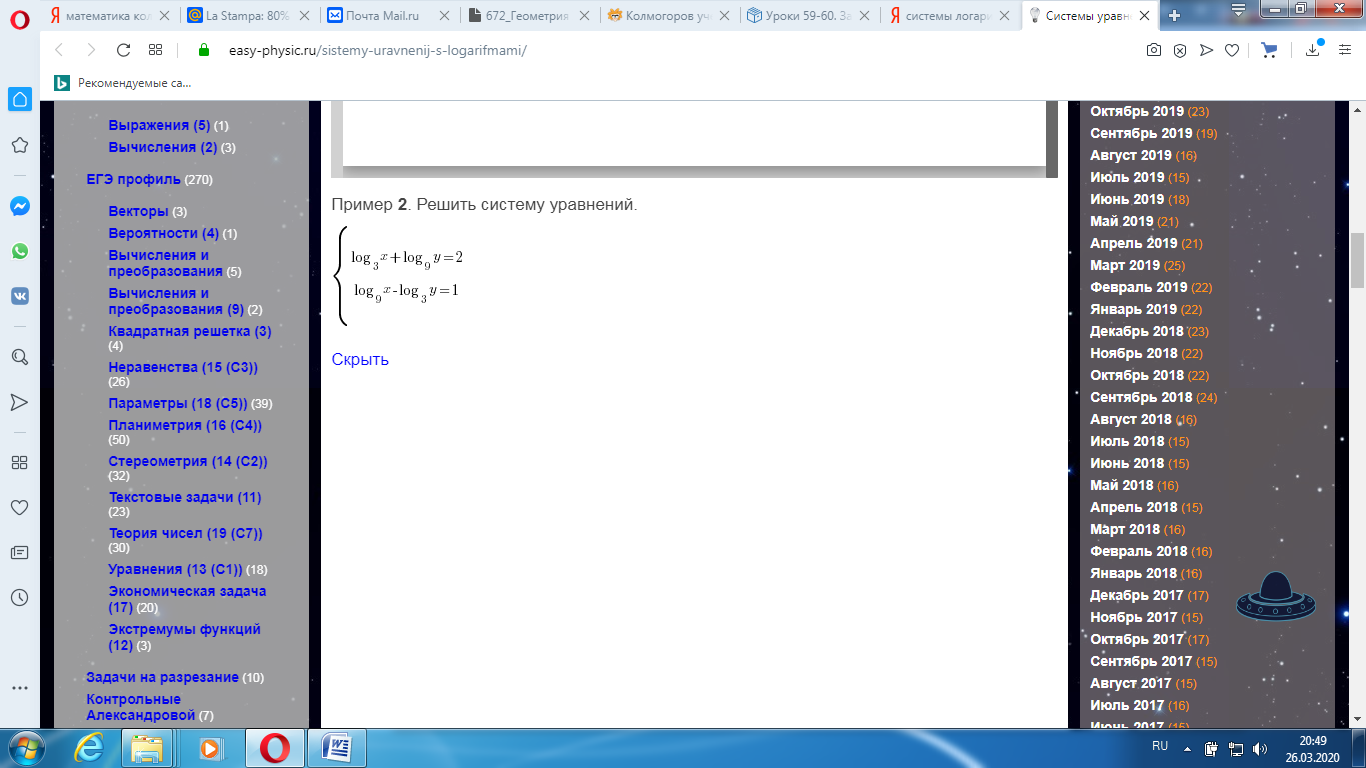 математика кол
La Stampa: 80%
Почта Mail.ru
672_Геометрия
Колмогоров уче
Уроки 59-60. За
системы логари
Системы уравне
easy-physic.ru/sistemy-uravnenij-s-logarifmami/
Рекомендуемые са...
Выражения (5) (1)
Вычисления (2) (3)
ЕГЭ профиль (270)
Векторы (3)
Вероятности (4) (1)
Вычисления и
преобразования (5)
Вычисления и
преобразования (9) (2)
Квадратная решетка (3)
(4)
Неравенства (15 (C3))
(26)
Параметры (18 (C5)) (39)
Планиметрия (16 (C4))
(50)
Стереометрия (14 (C2))
(32)
Текстовые задачи (11)
(23)
Теория чисел (19 (C7))
(30)
Уравнения (13 (C1)) (18)
Экономическая задача
(17) (20)
Экстремумы функций
(12) (3)
Задачи на разрезание (10)
Контрольные
Александровой (7)
Пример 2. Решить систему уравнений.
log₃x+log₉y=2
log₉x-log₃y=1
Скрыть
Октябрь 2019 (23)
Сентябрь 2019 (19)
Август 2019 (16)
Июль 2019 (15)
Июнь 2019 (18)
Май 2019 (21)
Апрель 2019 (21)
Март 2019 (25)
Февраль 2019 (22)
Январь 2019 (22)
Декабрь 2018 (23)
Ноябрь 2018 (22)
Октябрь 2018 (22)
Сентябрь 2018 (24)
Август 2018 (16)
Июль 2018 (15)
Июнь 2018 (15)
Май 2018 (16)
Апрель 2018 (15)
Март 2018 (16)
Февраль 2018 (16)
Январь 2018 (16)
Декабрь 2017 (17)
Ноябрь 2017 (15)
Октябрь 2017 (17)
Сентябрь 2017 (15)
Август 2017 (15)
Июль 2017 (16)
Июнь 2017 (15)
RU
20:49
26.03.2020